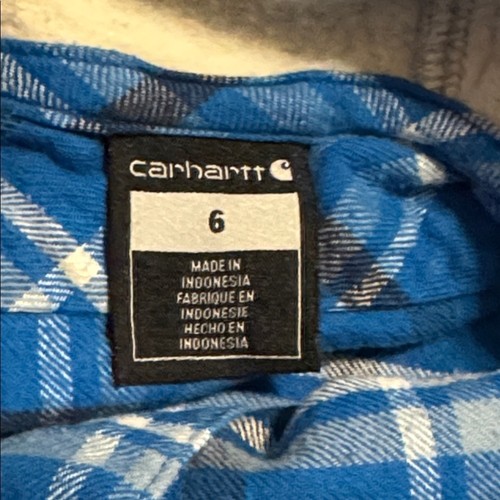 carhartt
6
MADE IN
INDONESIA
FABRIQUE EN
INDONESIE
HECHO EN
INDONESIA